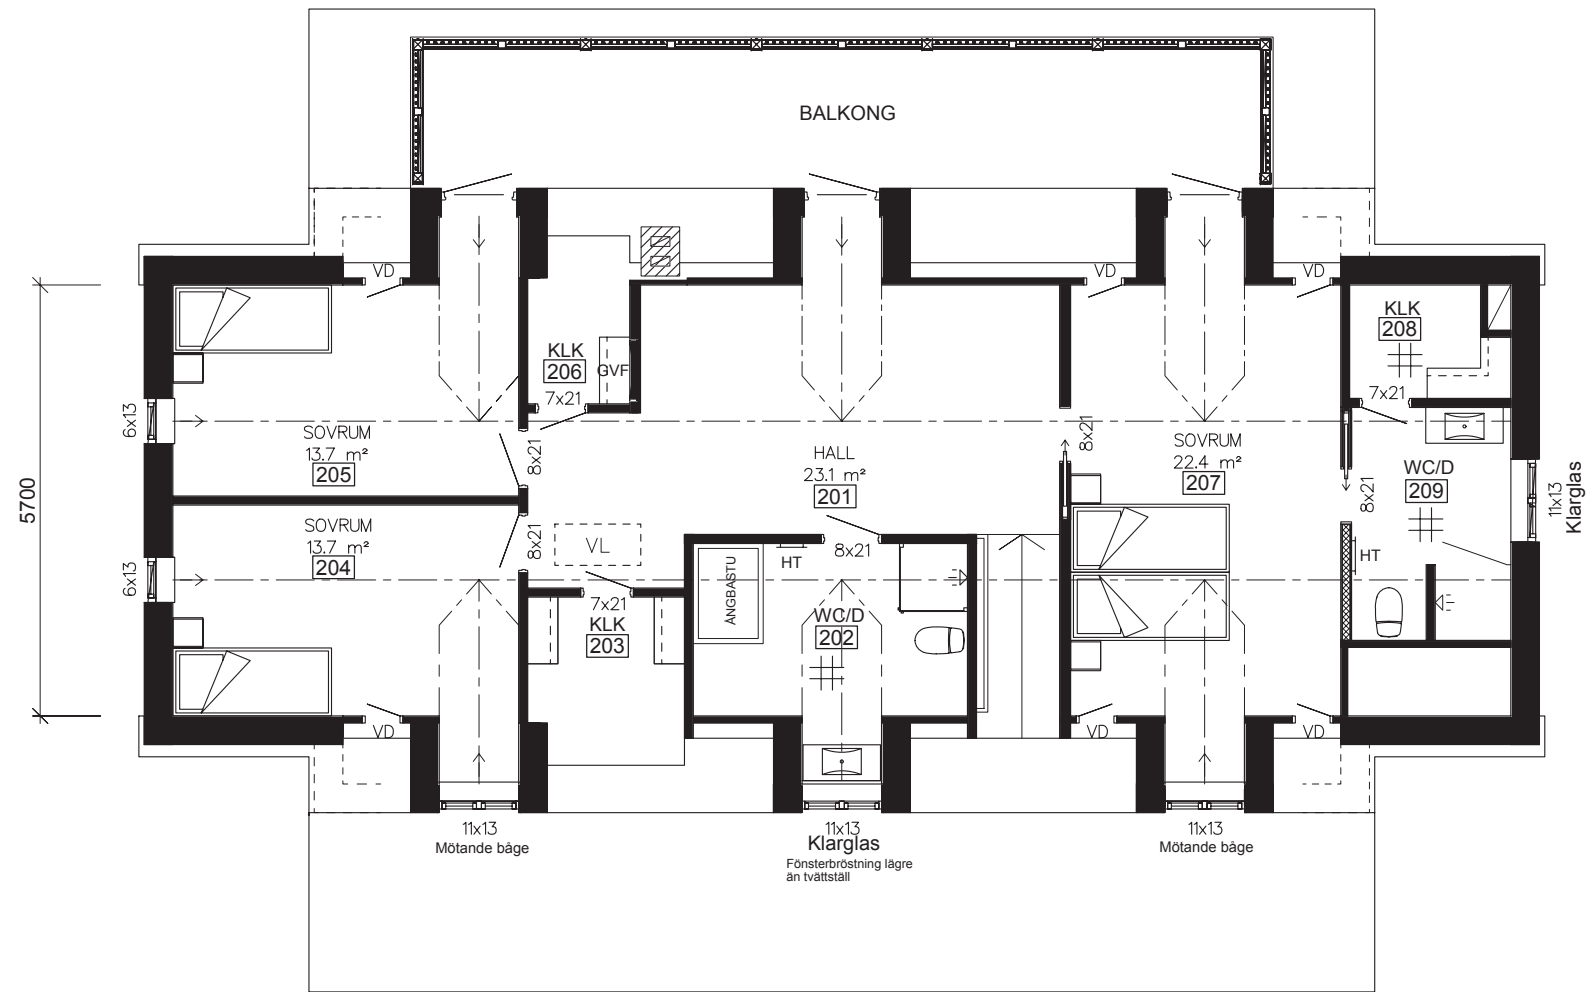 BALKONG
VD
VD
VD
KLK
208
KLK
206
GVF
7x21
7x21
6x13
SOVRUM
13.7 m²
205
8x21
HALL
23.1 m²
201
8x21
SOVRUM
22.4 m²
207
WC/D
209
8x21
11x13
Klarglas
5700
SOVRUM
13.7 m²
204
8x21
VL
6x13
ÅNGBASTU
HT
8x21
HT
7x21
KLK
203
WC/D
202
VD
VD
VD
11x13
Mötande båge
11x13
Klarglas
Fönsterbröstning lägre
än tvättställ
11x13
Mötande båge